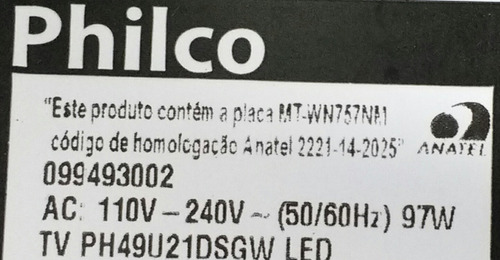 Philco
"Este produto contém a placa MT-WN757NM1
código de homologação Anatel 2221-14-2025"
ANATEL
099493002
AC: 110V – 240V ~ (50/60Hz) 97W
TV PH49U21DSGW LED